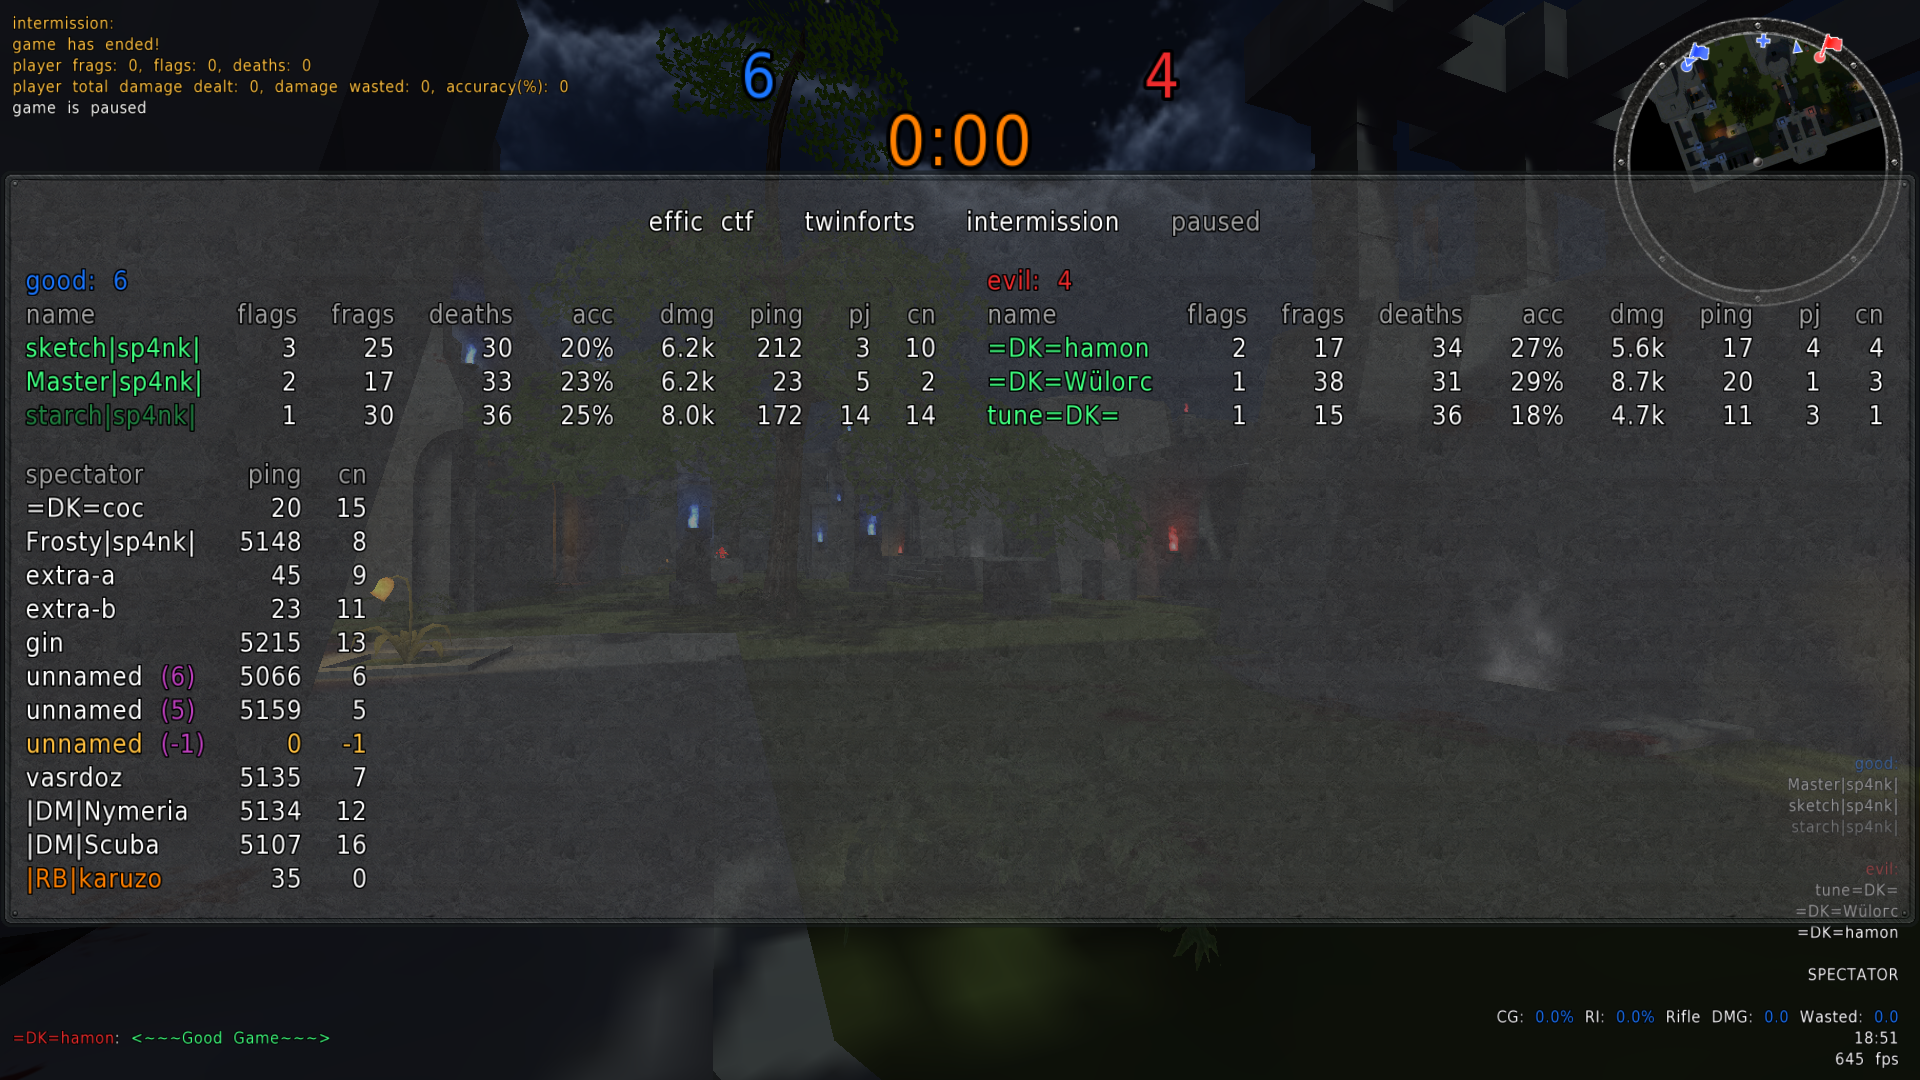 intermission:
game has ended!
player frags: 0, flags: 0, deaths: 0
player total damage dealt: 0, damage wasted: 0, accuracy(%): 0
game is paused
6 4
0:00
effic ctf twinforts intermission paused
good: 6
name flags frags deaths acc dmg ping pj cn
sketch|sp4nk| 3 25 30 20% 6.2k 212 3 10
Master|sp4nk| 2 17 33 23% 6.2k 23 5 2
starch|sp4nk| 1 30 36 25% 8.0k 172 14 14
evil: 4
name flags frags deaths acc dmg ping pj cn
=DK=hamon 2 17 34 27% 5.6k 17 4 4
=DK=Wülorc 1 38 31 29% 8.7k 20 1 3
tune=DK= 1 15 36 18% 4.7k 11 3 1
spectator ping cn
=DK=coc 20 15
Frosty|sp4nk| 5148 8
extra-a 45 9
extra-b 23 11
gin 5215 13
unnamed (6) 5066 6
unnamed (5) 5159 5
unnamed (-1) 0 -1
vasrdoz 5135 7
|DM|Nymeria 5134 12
|DM|Scuba 5107 16
|RB|karuzo 35 0
good:
Master|sp4nk|
sketch|sp4nk|
starch|sp4nk|
evil:
tune=DK=
=DK=Wülorc
=DK=hamon
SPECTATOR
CG: 0.0% RI: 0.0% Rifle DMG: 0.0 Wasted: 0.0
18:51
645 fps
=DK=hamon: <~~~Good Game~~~>